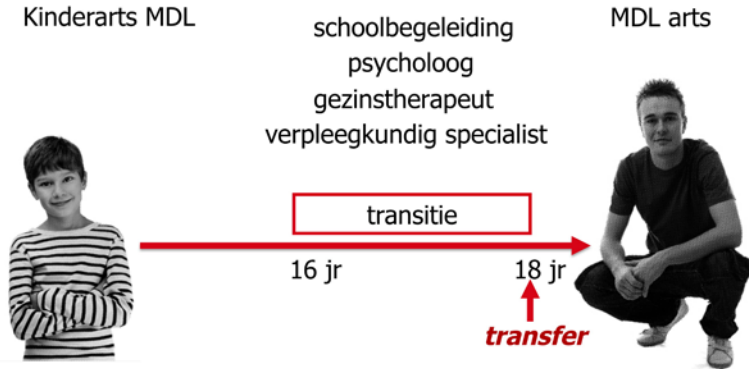 Kinderarts MDL
schoolbegeleiding
psycholoog
gezinstherapeut
verpleegkundig specialist
MDL arts
transitie
16 jr
18 jr
transfer